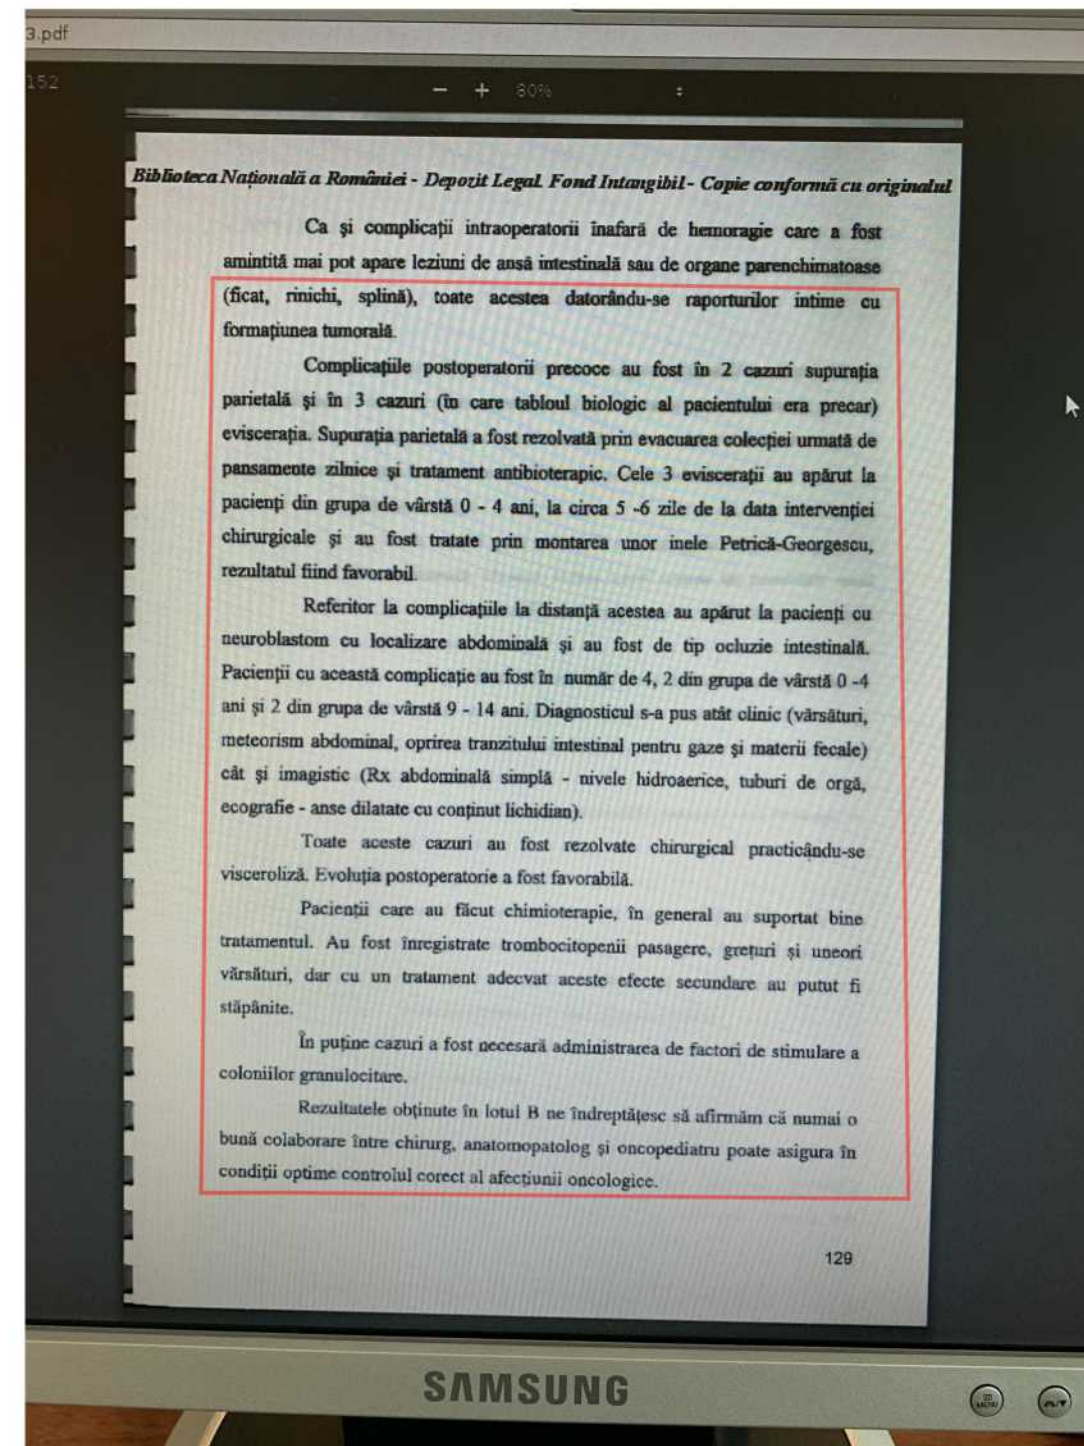 3.pdf
152
− + 80%
Biblioteca Națională a României - Depozit Legal. Fond Intangibil - Copie conformă cu originalul
Ca și complicații intraoperatorii înafară de hemoragie care a fost
amintită mai pot apare leziuni de ansă intestinală sau de organe parenchimatoase
(ficat, rinichi, splină), toate acestea datorându-se raporturilor intime cu
formațiunea tumorală.
Complicațiile postoperatorii precoce au fost în 2 cazuri supurația
parietală și în 3 cazuri (în care tabloul biologic al pacientului era precar)
eviscerația. Supurația parietală a fost rezolvată prin evacuarea colecției urmată de
pansamente zilnice și tratament antibioterapic. Cele 3 eviscerații au apărut la
pacienți din grupa de vârstă 0 - 4 ani, la circa 5 -6 zile de la data intervenției
chirurgicale și au fost tratate prin montarea unor inele Petrică-Georgescu,
rezultatul fiind favorabil.
Referitor la complicațiile la distanță acestea au apărut la pacienți cu
neuroblastom cu localizare abdominală și au fost de tip ocluzie intestinală.
Pacienții cu această complicație au fost în număr de 4, 2 din grupa de vârstă 0 -4
ani și 2 din grupa de vârstă 9 - 14 ani. Diagnosticul s-a pus atât clinic (vărsături,
meteorism abdominal, oprirea tranzitului intestinal pentru gaze și materii fecale)
cât și imagistic (Rx abdominală simplă - nivele hidroaerice, tuburi de orgă,
ecografie - anse dilatate cu conținut lichidian).
Toate aceste cazuri au fost rezolvate chirurgical practicându-se
visceroliză. Evoluția postoperatorie a fost favorabilă.
Pacienții care au făcut chimioterapie, în general au suportat bine
tratamentul. Au fost înregistrate trombocitopenii pasagere, grețuri și uneori
vărsături, dar cu un tratament adecvat aceste efecte secundare au putut fi
stăpânite.
În puține cazuri a fost necesară administrarea de factori de stimulare a
coloniilor granulocitare.
Rezultatele obținute în lotul B ne îndreptățesc să afirmăm că numai o
bună colaborare între chirurg, anatomopatolog și oncopediatru poate asigura în
condiții optime controlul corect al afecțiunii oncologice.
129
SAMSUNG
MENU